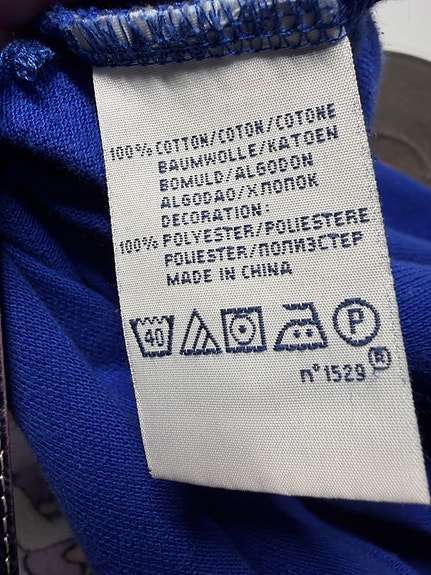 100% COTTON/COTON/COTONE
BAUMWOLLE/KATOEN
BOMULD/ALGODON
ALGODAO/ХЛОПОК
DECORATION:
100% POLYESTER/POLIESTERE
POLIESTER/ПОЛИЭСТЕР
MADE IN CHINA
40 P
n°1529 ®